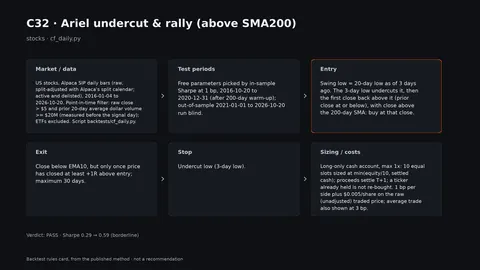 C32 · Ariel undercut & rally (above SMA200)
stocks · cf_daily.py
Market / data
US stocks, Alpaca SIP daily bars (raw;
split-adjusted with Alpaca's split calendar;
active and delisted), 2016-01-04 to
2026-10-20. Point-in-time filter: raw close
> $5 and prior 20-day average dollar volume
>= $20M (measured before the signal day);
ETFs excluded. Script backtests/cf_daily.py.
Test periods
Free parameters picked by in-sample
Sharpe at 1 bp, 2016-10-20 to
2020-12-31 (after 200-day warm-up);
out-of-sample 2021-01-01 to 2026-10-20
run blind.
Entry
Swing low = 20-day low as of 3 days
ago. The 3-day low undercuts it, then
the first close back above it (prior
close at or below), with close above
the 200-day SMA: buy at that close.
Exit
Close below EMA10, but only once price
has closed at least +1R above entry;
maximum 30 days.
Stop
Undercut low (3-day low).
Sizing / costs
Long-only cash account, max 1x: 10 equal
slots sized at min(equity/10, settled
cash); proceeds settle T+1; a ticker
already held is not re-bought. 1 bp per
side plus $0.005/share on the raw
(unadjusted) traded price; average trade
also shown at 3 bp.
Verdict: PASS · Sharpe 0.29 → 0.59 (borderline)
Backtest rules card, from the published method · not a recommendation